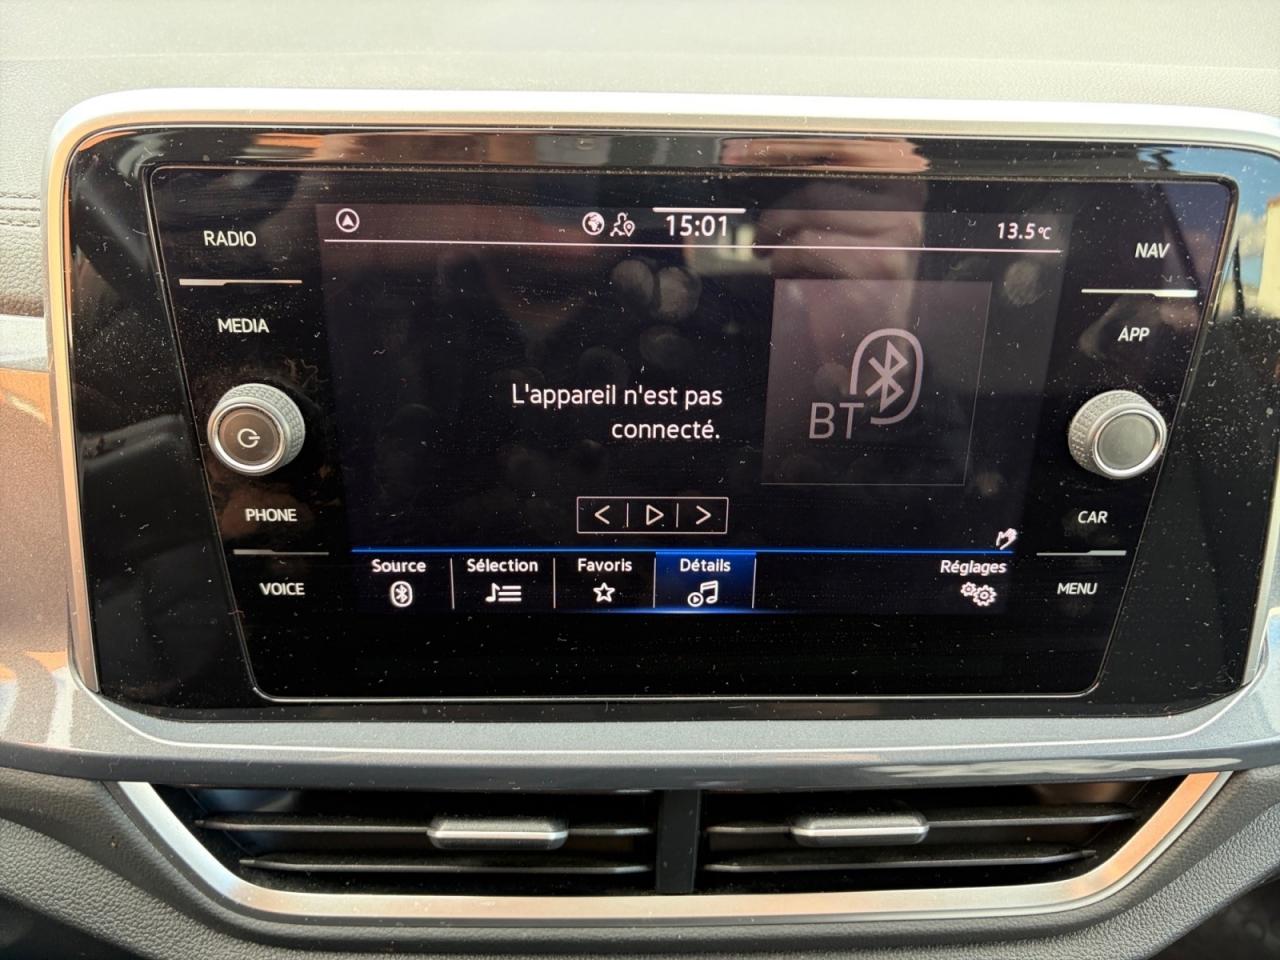 15:01
13.5°C
RADIO
MEDIA
PHONE
VOICE
NAV
APP
CAR
MENU
L'appareil n'est pas
connecté.
BT
Source
Sélection
Favoris
Détails
Réglages